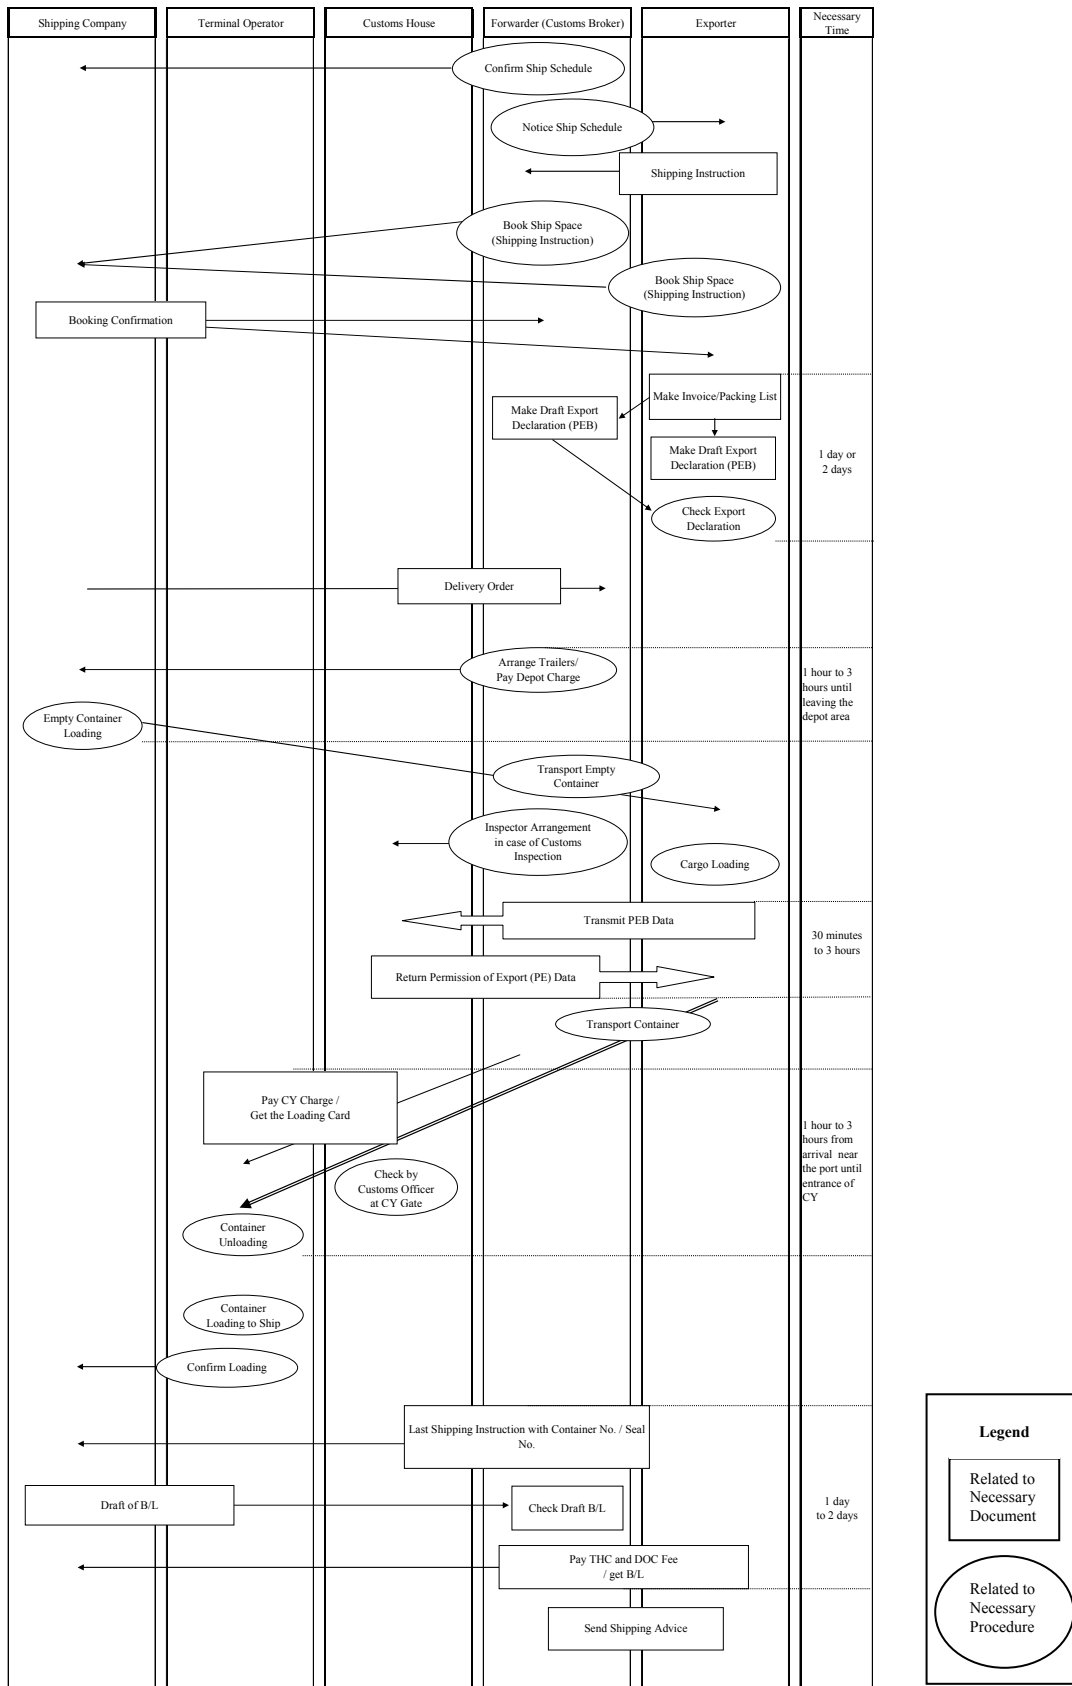 Shipping Company
Terminal Operator
Customs House
Forwarder (Customs Broker)
Exporter
Necessary
Time
Confirm Ship Schedule
Notice Ship Schedule
Shipping Instruction
Book Ship Space
(Shipping Instruction)
Book Ship Space
(Shipping Instruction)
Booking Confirmation
Make Invoice/Packing List
Make Draft Export
Declaration (PEB)
Make Draft Export
Declaration (PEB)
1 day or
2 days
Check Export
Declaration
Delivery Order
Arrange Trailers/
Pay Depot Charge
1 hour to 3
hours until
leaving the
depot area
Empty Container
Loading
Transport Empty
Container
Inspector Arrangement
in case of Customs
Inspection
Cargo Loading
Transmit PEB Data
30 minutes
to 3 hours
Return Permission of Export (PE) Data
Transport Container
Pay CY Charge /
Get the Loading Card
1 hour to 3
hours from
arrival near
the port until
entrance of
CY
Check by
Customs Officer
at CY Gate
Container
Unloading
Container
Loading to Ship
Confirm Loading
Last Shipping Instruction with Container No. / Seal
No.
Draft of B/L
Check Draft B/L
1 day
to 2 days
Pay THC and DOC Fee
/ get B/L
Send Shipping Advice
Legend
Related to
Necessary
Document
Related to
Necessary
Procedure